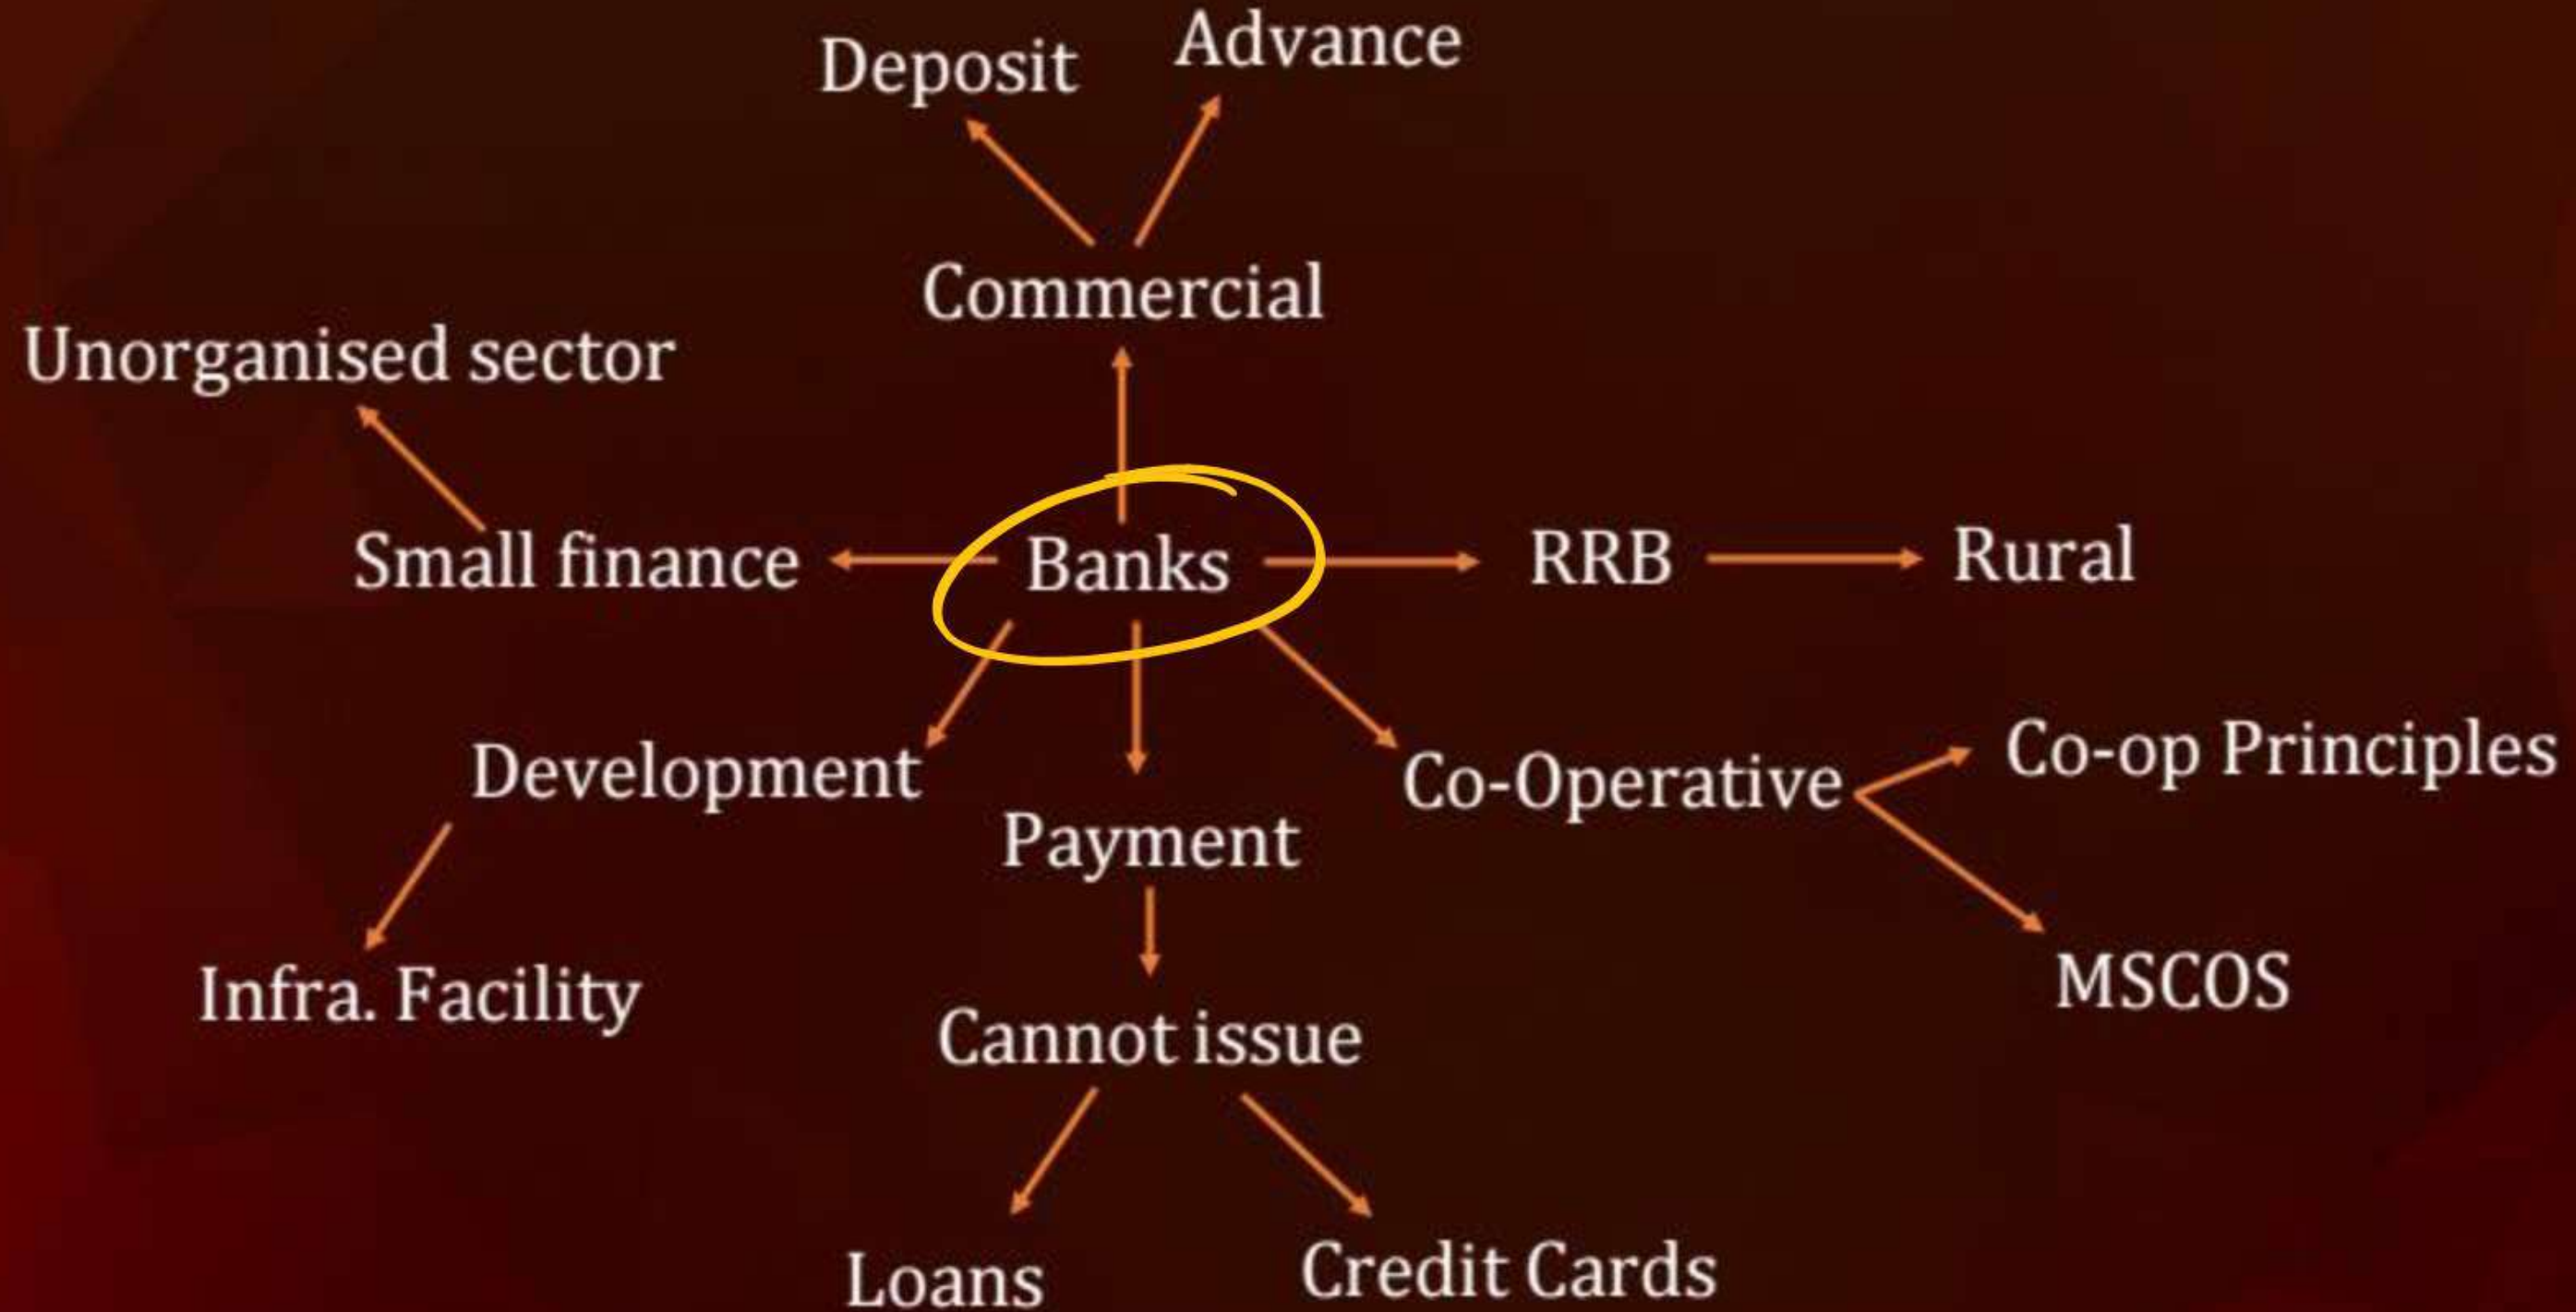 Deposit
Advance
Commercial
Unorganised sector
Small finance
Banks
RRB
Rural
Development
Payment
Co-Operative
Co-op Principles
Infra. Facility
Cannot issue
MSCOS
Loans
Credit Cards